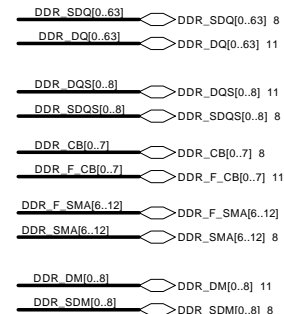 DDR_SDQ[0..63] DDR_SDQ[0..63] 8
DDR_DQ[0..63] DDR_DQ[0..63] 11
DDR_DQS[0..8] DDR_DQS[0..8] 11
DDR_SDQS[0..8] DDR_SDQS[0..8] 8
DDR_CB[0..7] DDR_CB[0..7] 8
DDR_F_CB[0..7] DDR_F_CB[0..7] 11
DDR_F_SMA[6..12] DDR_F_SMA[6..12]
DDR_SMA[6..12] DDR_SMA[6..12] 8
DDR_DM[0..8] DDR_DM[0..8] 11
DDR_SDM[0..8] DDR_SDM[0..8] 8